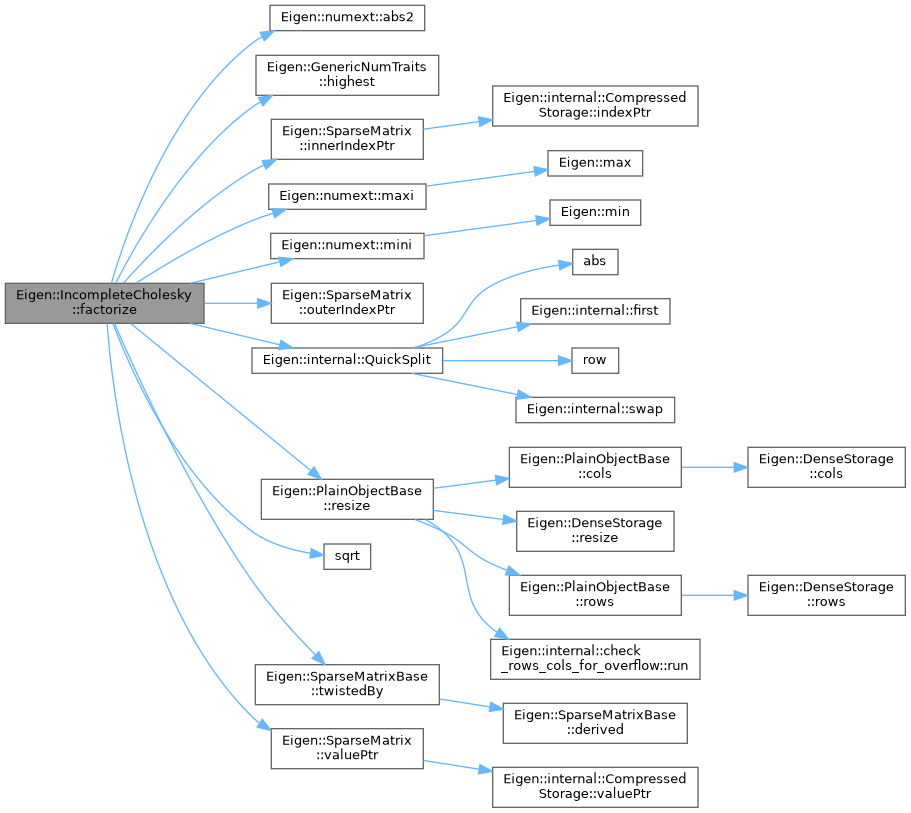 Eigen::IncompleteCholesky
::factorize
Eigen::numext::abs2
Eigen::GenericNumTraits
::highest
Eigen::SparseMatrix
::innerIndexPtr
Eigen::internal::Compressed
Storage::indexPtr
Eigen::numext::maxi
Eigen::max
Eigen::numext::mini
Eigen::min
Eigen::SparseMatrix
::outerIndexPtr
Eigen::internal::QuickSplit
abs
Eigen::internal::first
row
Eigen::internal::swap
Eigen::PlainObjectBase
::resize
Eigen::PlainObjectBase
::cols
Eigen::DenseStorage
::cols
Eigen::DenseStorage
::resize
Eigen::PlainObjectBase
::rows
Eigen::DenseStorage
::rows
Eigen::internal::check
_rows_cols_for_overflow::run
sqrt
Eigen::SparseMatrixBase
::twistedBy
Eigen::SparseMatrixBase
::derived
Eigen::SparseMatrix
::valuePtr
Eigen::internal::Compressed
Storage::valuePtr